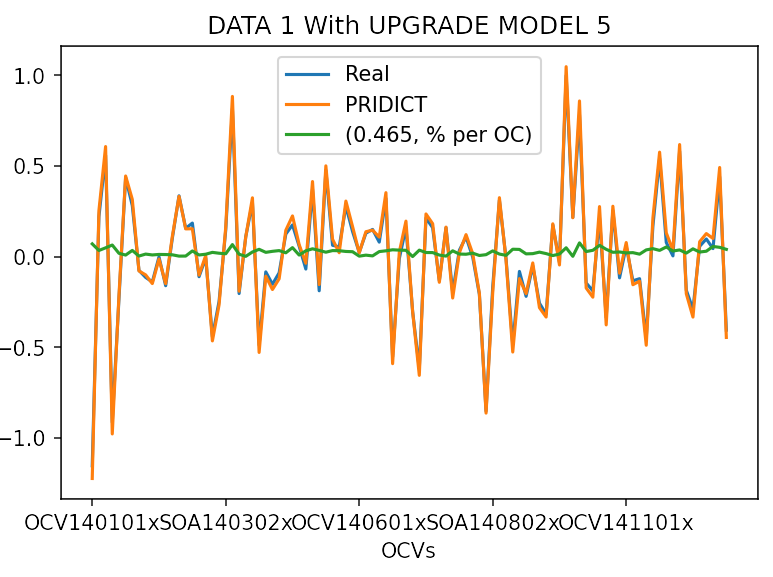 DATA 1 With UPGRADE MODEL 5
Real
PRIDICT
(0.465, % per OC)
1.0
0.5
0.0
−0.5
−1.0
OCV140101xSOA140302xOCV140601xSOA140802xOCV141101x
OCVs